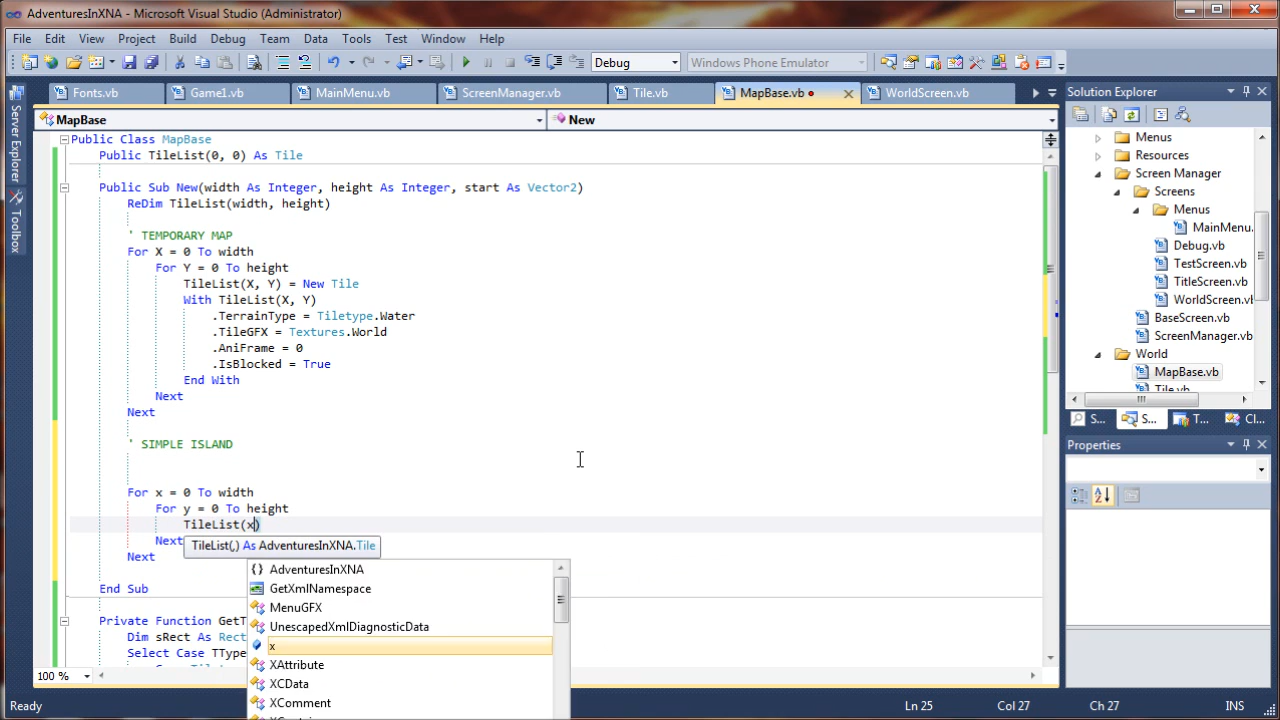 AdventuresInXNA - Microsoft Visual Studio (Administrator)
File Edit View Project Build Debug Team Data Tools Test Window Help
Debug Windows Phone Emulator
Fonts.vb Game1.vb MainMenu.vb ScreenManager.vb Tile.vb MapBase.vb WorldScreen.vb
Solution Explorer
Server Explorer
Toolbox
MapBase New
Public Class MapBase
Public TileList(0, 0) As Tile
Public Sub New(width As Integer, height As Integer, start As Vector2)
ReDim TileList(width, height)
' TEMPORARY MAP
For X = 0 To width
For Y = 0 To height
TileList(X, Y) = New Tile
With TileList(X, Y)
.TerrainType = Tiletype.Water
.TileGFX = Textures.World
.AniFrame = 0
.IsBlocked = True
End With
Next
Next
' SIMPLE ISLAND
For x = 0 To width
For y = 0 To height
TileList(x)
Next
TileList(,) As AdventuresInXNA.Tile
Next
End Sub
{} AdventuresInXNA
GetXmlNamespace
MenuGFX
UnescapedXmlDiagnosticData
x
XAttribute
XCData
XComment
Private Function GetT
Dim sRect As Rect
Select Case TType
100 %
Menus
Resources
Screen Manager
Screens
Menus
MainMenu.
Debug.vb
TestScreen.vb
TitleScreen.vb
WorldScreen.vb
BaseScreen.vb
ScreenManager.vb
World
MapBase.vb
Tile.vb
S... S... T... Cl...
Properties
Ready Ln 25 Col 27 Ch 27 INS